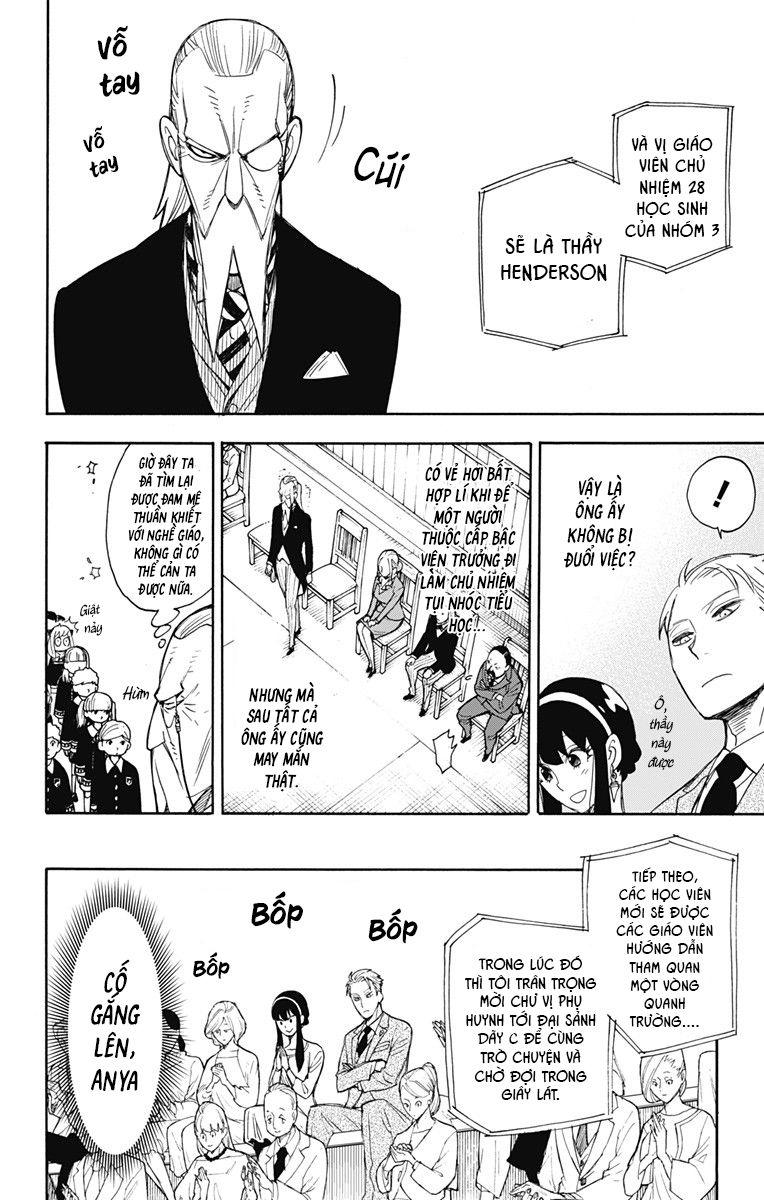 VÀ VỊ GIÁO
VIÊN CHỦ
NHIỆM 28
HỌC SINH
CỦA NHÓM 3
SẼ LÀ THẦY
HENDERSON
VỖ
TAY
VỖ
TAY
CÚI
!
VẬY LÀ
ÔNG ẤY
KHÔNG BỊ
ĐUỔI VIỆC?
Ô,
thầy
này
được
CÓ VẺ HƠI BẤT
HỢP LÍ KHI ĐỂ
MỘT NGƯỜI
THUỘC CẤP BẬC
VIỆN TRƯỞNG ĐI
LÀM CHỦ NHIỆM
TỤI NHÓC TIỂU
HỌC...
NHƯNG MÀ
SAU TẤT CẢ
ÔNG ẤY CŨNG
MAY MẮN
THẬT.
GIỜ ĐÂY TA
ĐÃ TÌM LẠI
ĐƯỢC ĐAM MÊ
THUẦN KHIẾT
VỚI NGHỀ GIÁO,
KHÔNG GÌ CÓ
THỂ CẢN TA
ĐƯỢC NỮA.
Giật
này
Hừm
TIẾP THEO,
CÁC HỌC VIÊN
MỚI SẼ ĐƯỢC
CÁC GIÁO VIÊN
HƯỚNG DẪN
THAM QUAN
MỘT VÒNG
QUANH
TRƯỜNG....
TRONG LÚC ĐÓ
THÌ TÔI TRÂN TRỌNG
MỜI CHƯ VỊ PHỤ
HUYNH TỚI ĐẠI SẢNH
DÃY C ĐỂ CÙNG
TRÒ CHUYỆN VÀ
CHỜ ĐỢI TRONG
GIÂY LÁT.
BỐP
BỐP
BỐP
CỐ
GẮNG
LÊN,
ANYA